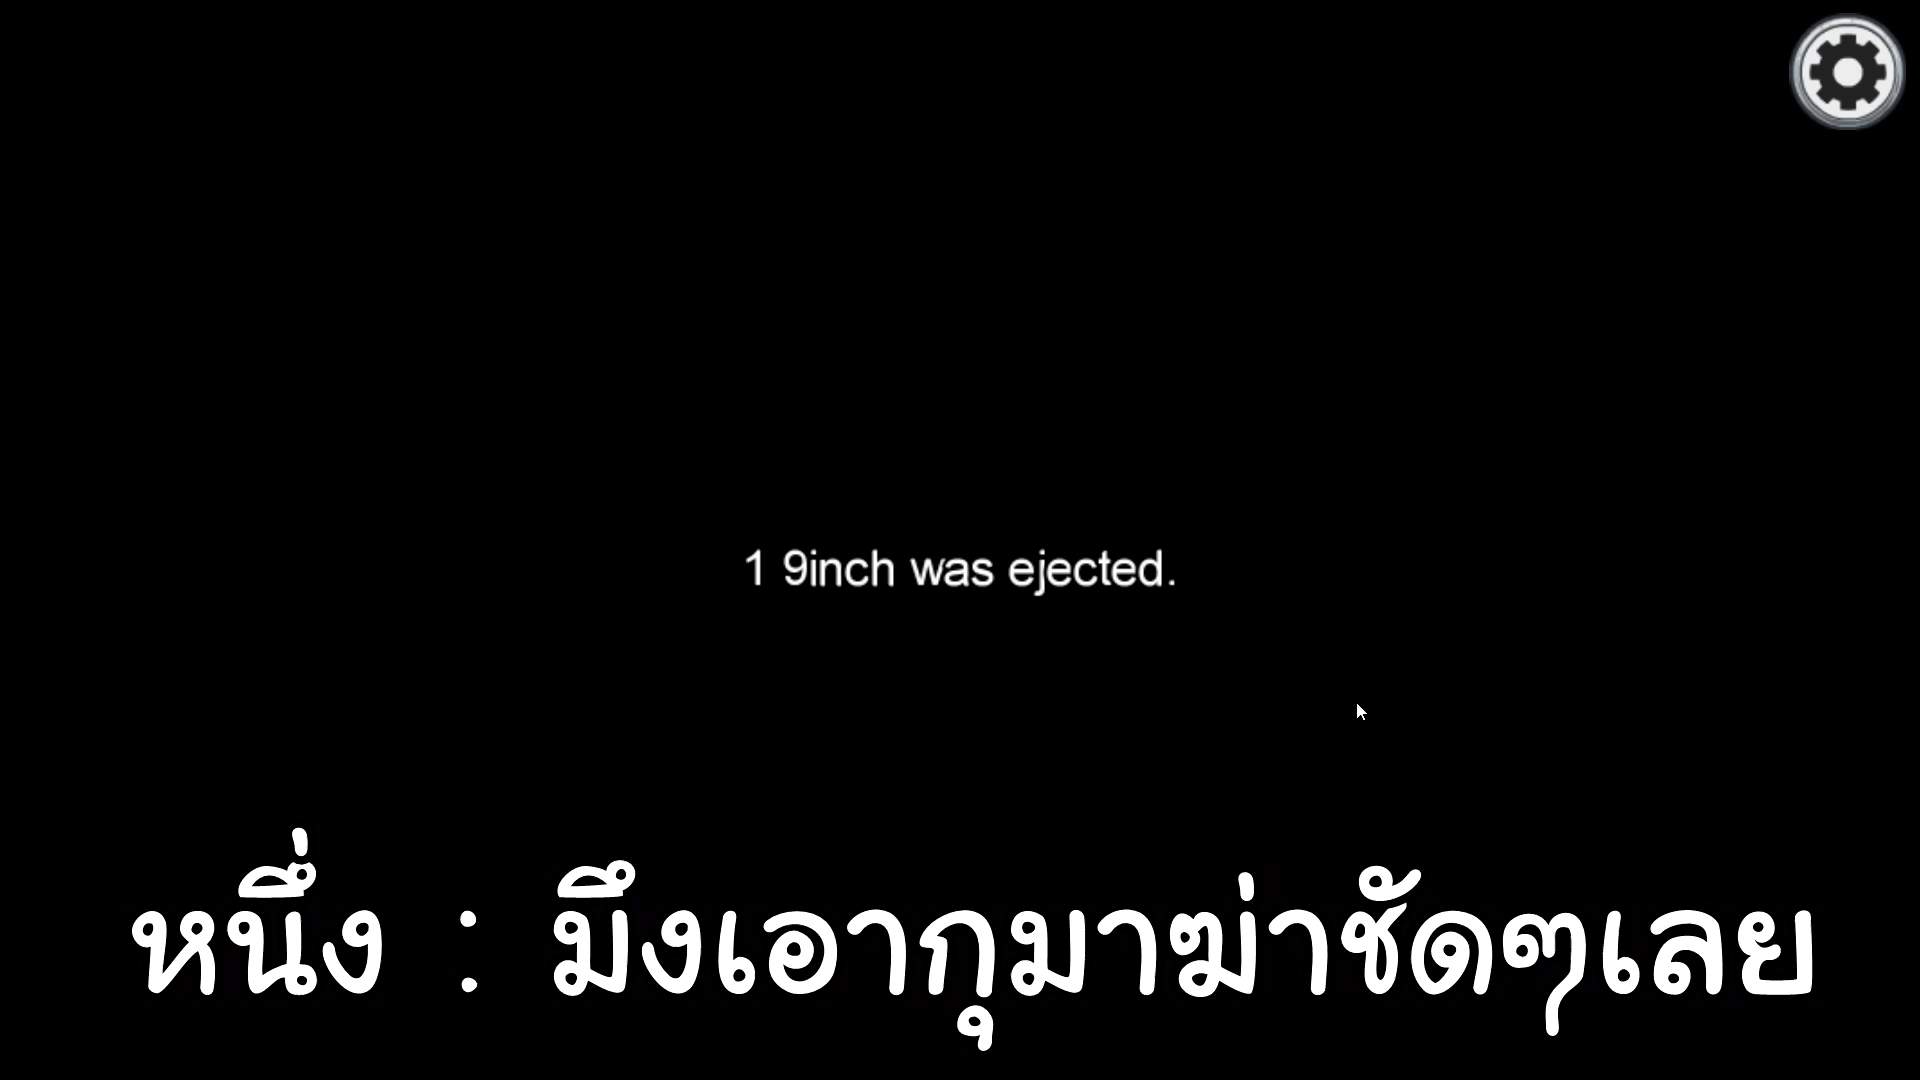 1 9inch was ejected.
หนึ่ง : มึงเอากุมาฆ่าชัดๆเลย